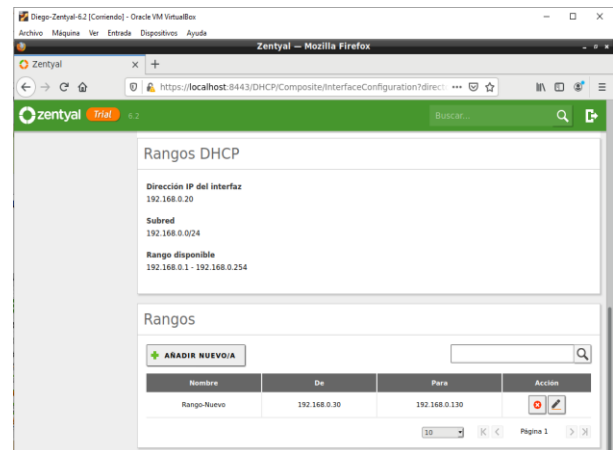 Diego-Zentyal-6.2 [Corriendo] - Oracle VM VirtualBox
Archivo Máquina Ver Entrada Dispositivos Ayuda
Zentyal — Mozilla Firefox
Zentyal
https://localhost:8443/DHCP/Composite/InterfaceConfiguration?direct
zentyal Trial 6.2 Buscar...
Rangos DHCP
Dirección IP del interfaz
192.168.0.20
Subred
192.168.0.0/24
Rango disponible
192.168.0.1 - 192.168.0.254
Rangos
AÑADIR NUEVO/A
Nombre De Para Acción
Rango-Nuevo 192.168.0.30 192.168.0.130
10 Página 1